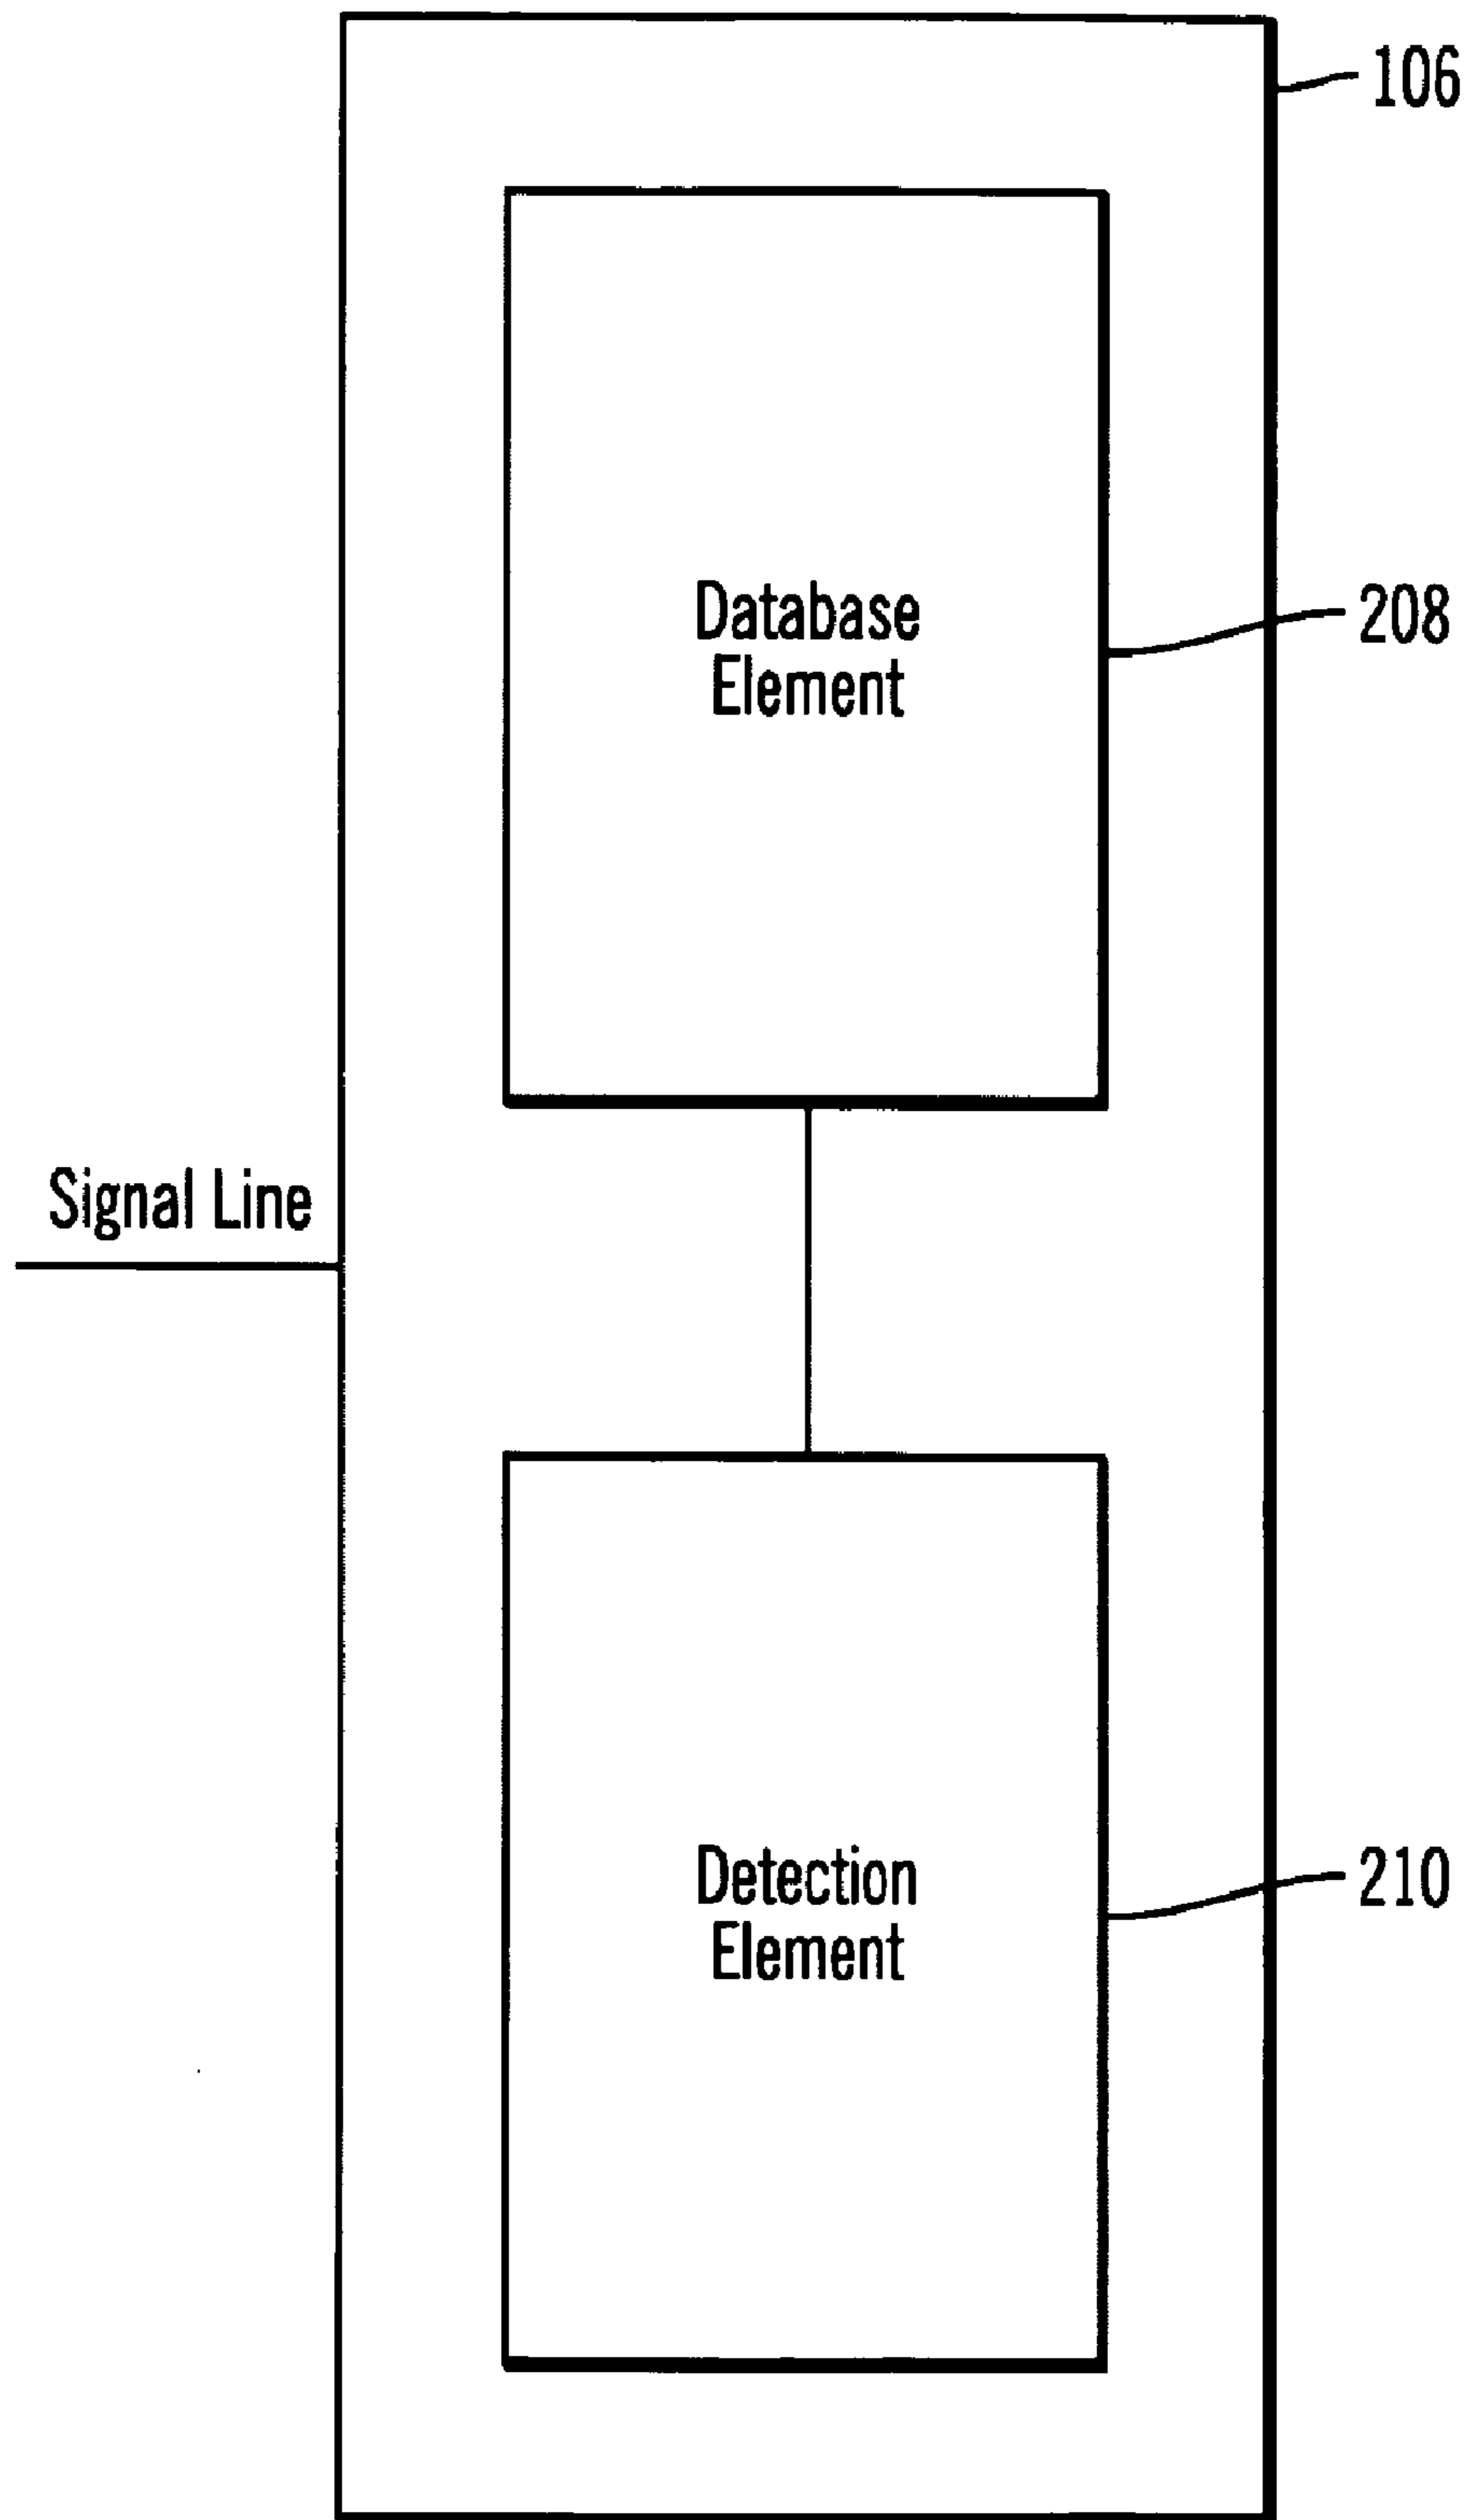 106
Database
Element
208
Signal Line
Detection
Element
210